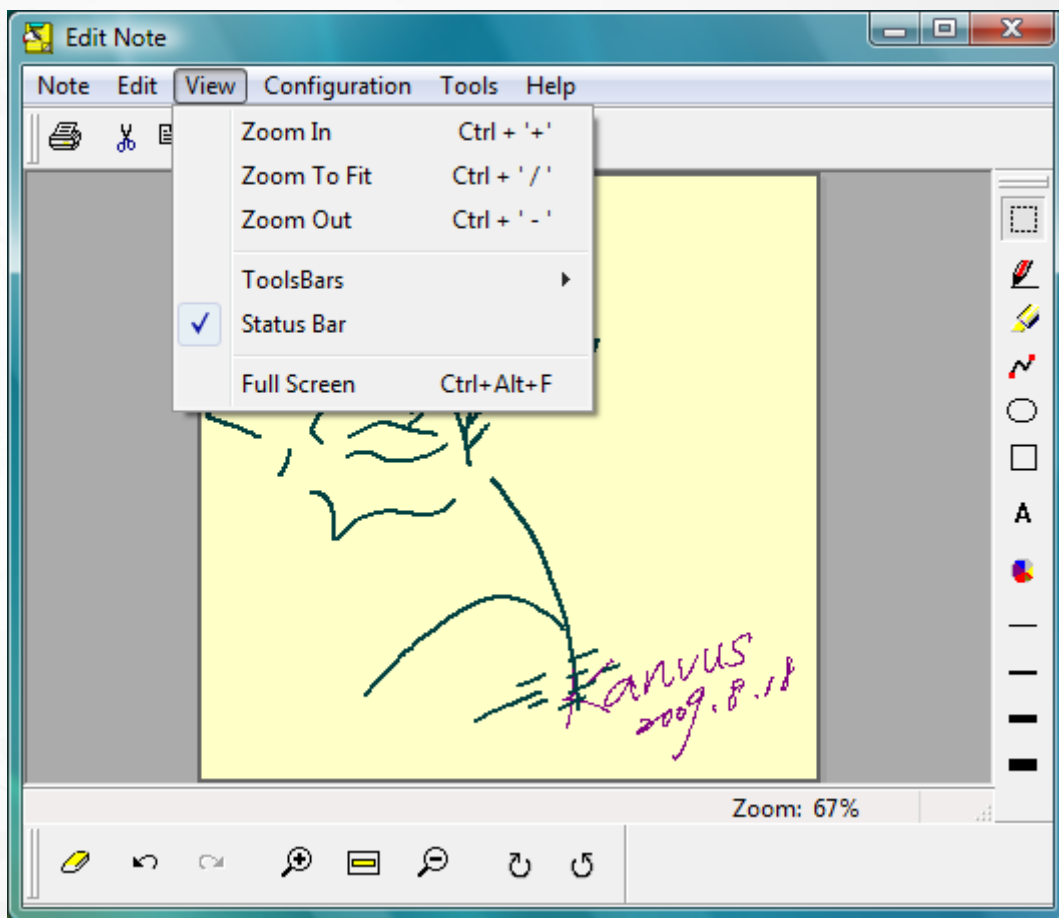 Edit Note
Note Edit View Configuration Tools Help
Zoom In Ctrl + '+'
Zoom To Fit Ctrl + ' / '
Zoom Out Ctrl + ' - '
ToolsBars
Status Bar
Full Screen Ctrl+Alt+F
A
Kanvus
2009.8.18
Zoom: 67%